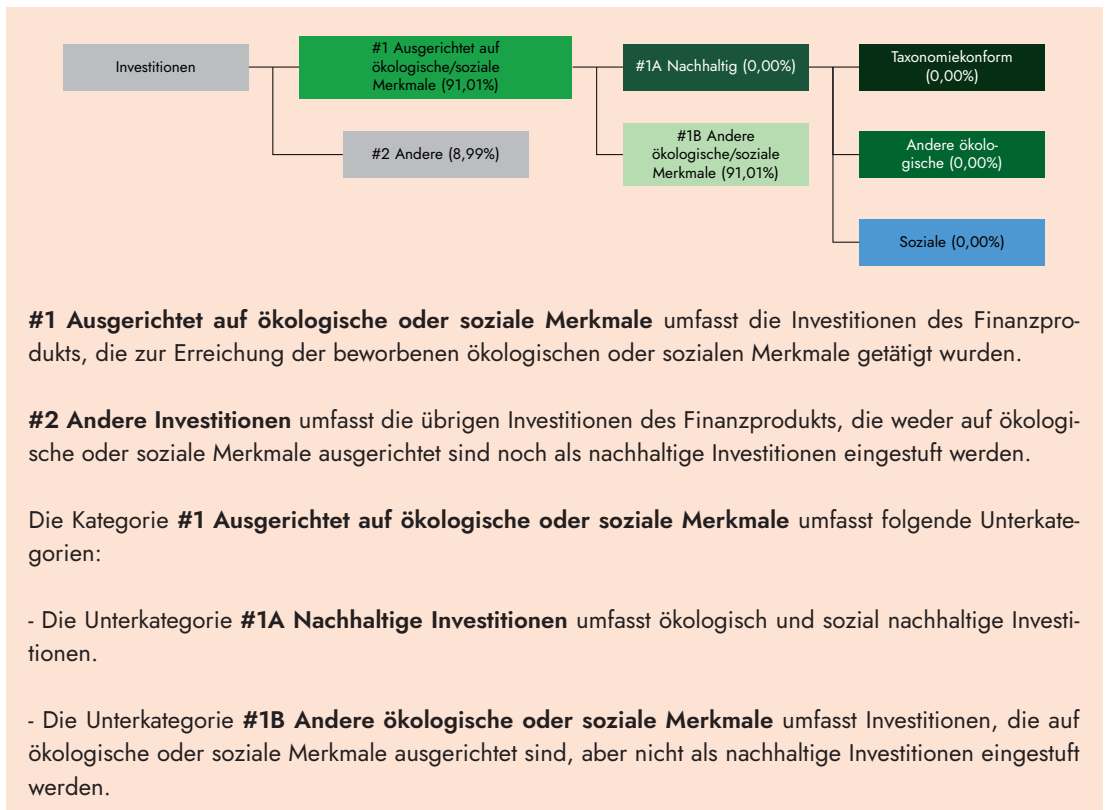 Investitionen
#1 Ausgerichtet auf
ökologische/soziale
Merkmale (91,01%)
#1A Nachhaltig (0,00%)
Taxonomiekonform
(0,00%)
#2 Andere (8,99%)
#1B Andere
ökologische/soziale
Merkmale (91,01%)
Andere ökolo-
gische (0,00%)
Soziale (0,00%)
#1 Ausgerichtet auf ökologische oder soziale Merkmale umfasst die Investitionen des Finanzpro-
dukts, die zur Erreichung der beworbenen ökologischen oder sozialen Merkmale getätigt wurden.
#2 Andere Investitionen umfasst die übrigen Investitionen des Finanzprodukts, die weder auf ökologi-
sche oder soziale Merkmale ausgerichtet sind noch als nachhaltige Investitionen eingestuft werden.
Die Kategorie #1 Ausgerichtet auf ökologische oder soziale Merkmale umfasst folgende Unterkate-
gorien:
- Die Unterkategorie #1A Nachhaltige Investitionen umfasst ökologisch und sozial nachhaltige Investi-
tionen.
- Die Unterkategorie #1B Andere ökologische oder soziale Merkmale umfasst Investitionen, die auf
ökologische oder soziale Merkmale ausgerichtet sind, aber nicht als nachhaltige Investitionen eingestuft
werden.